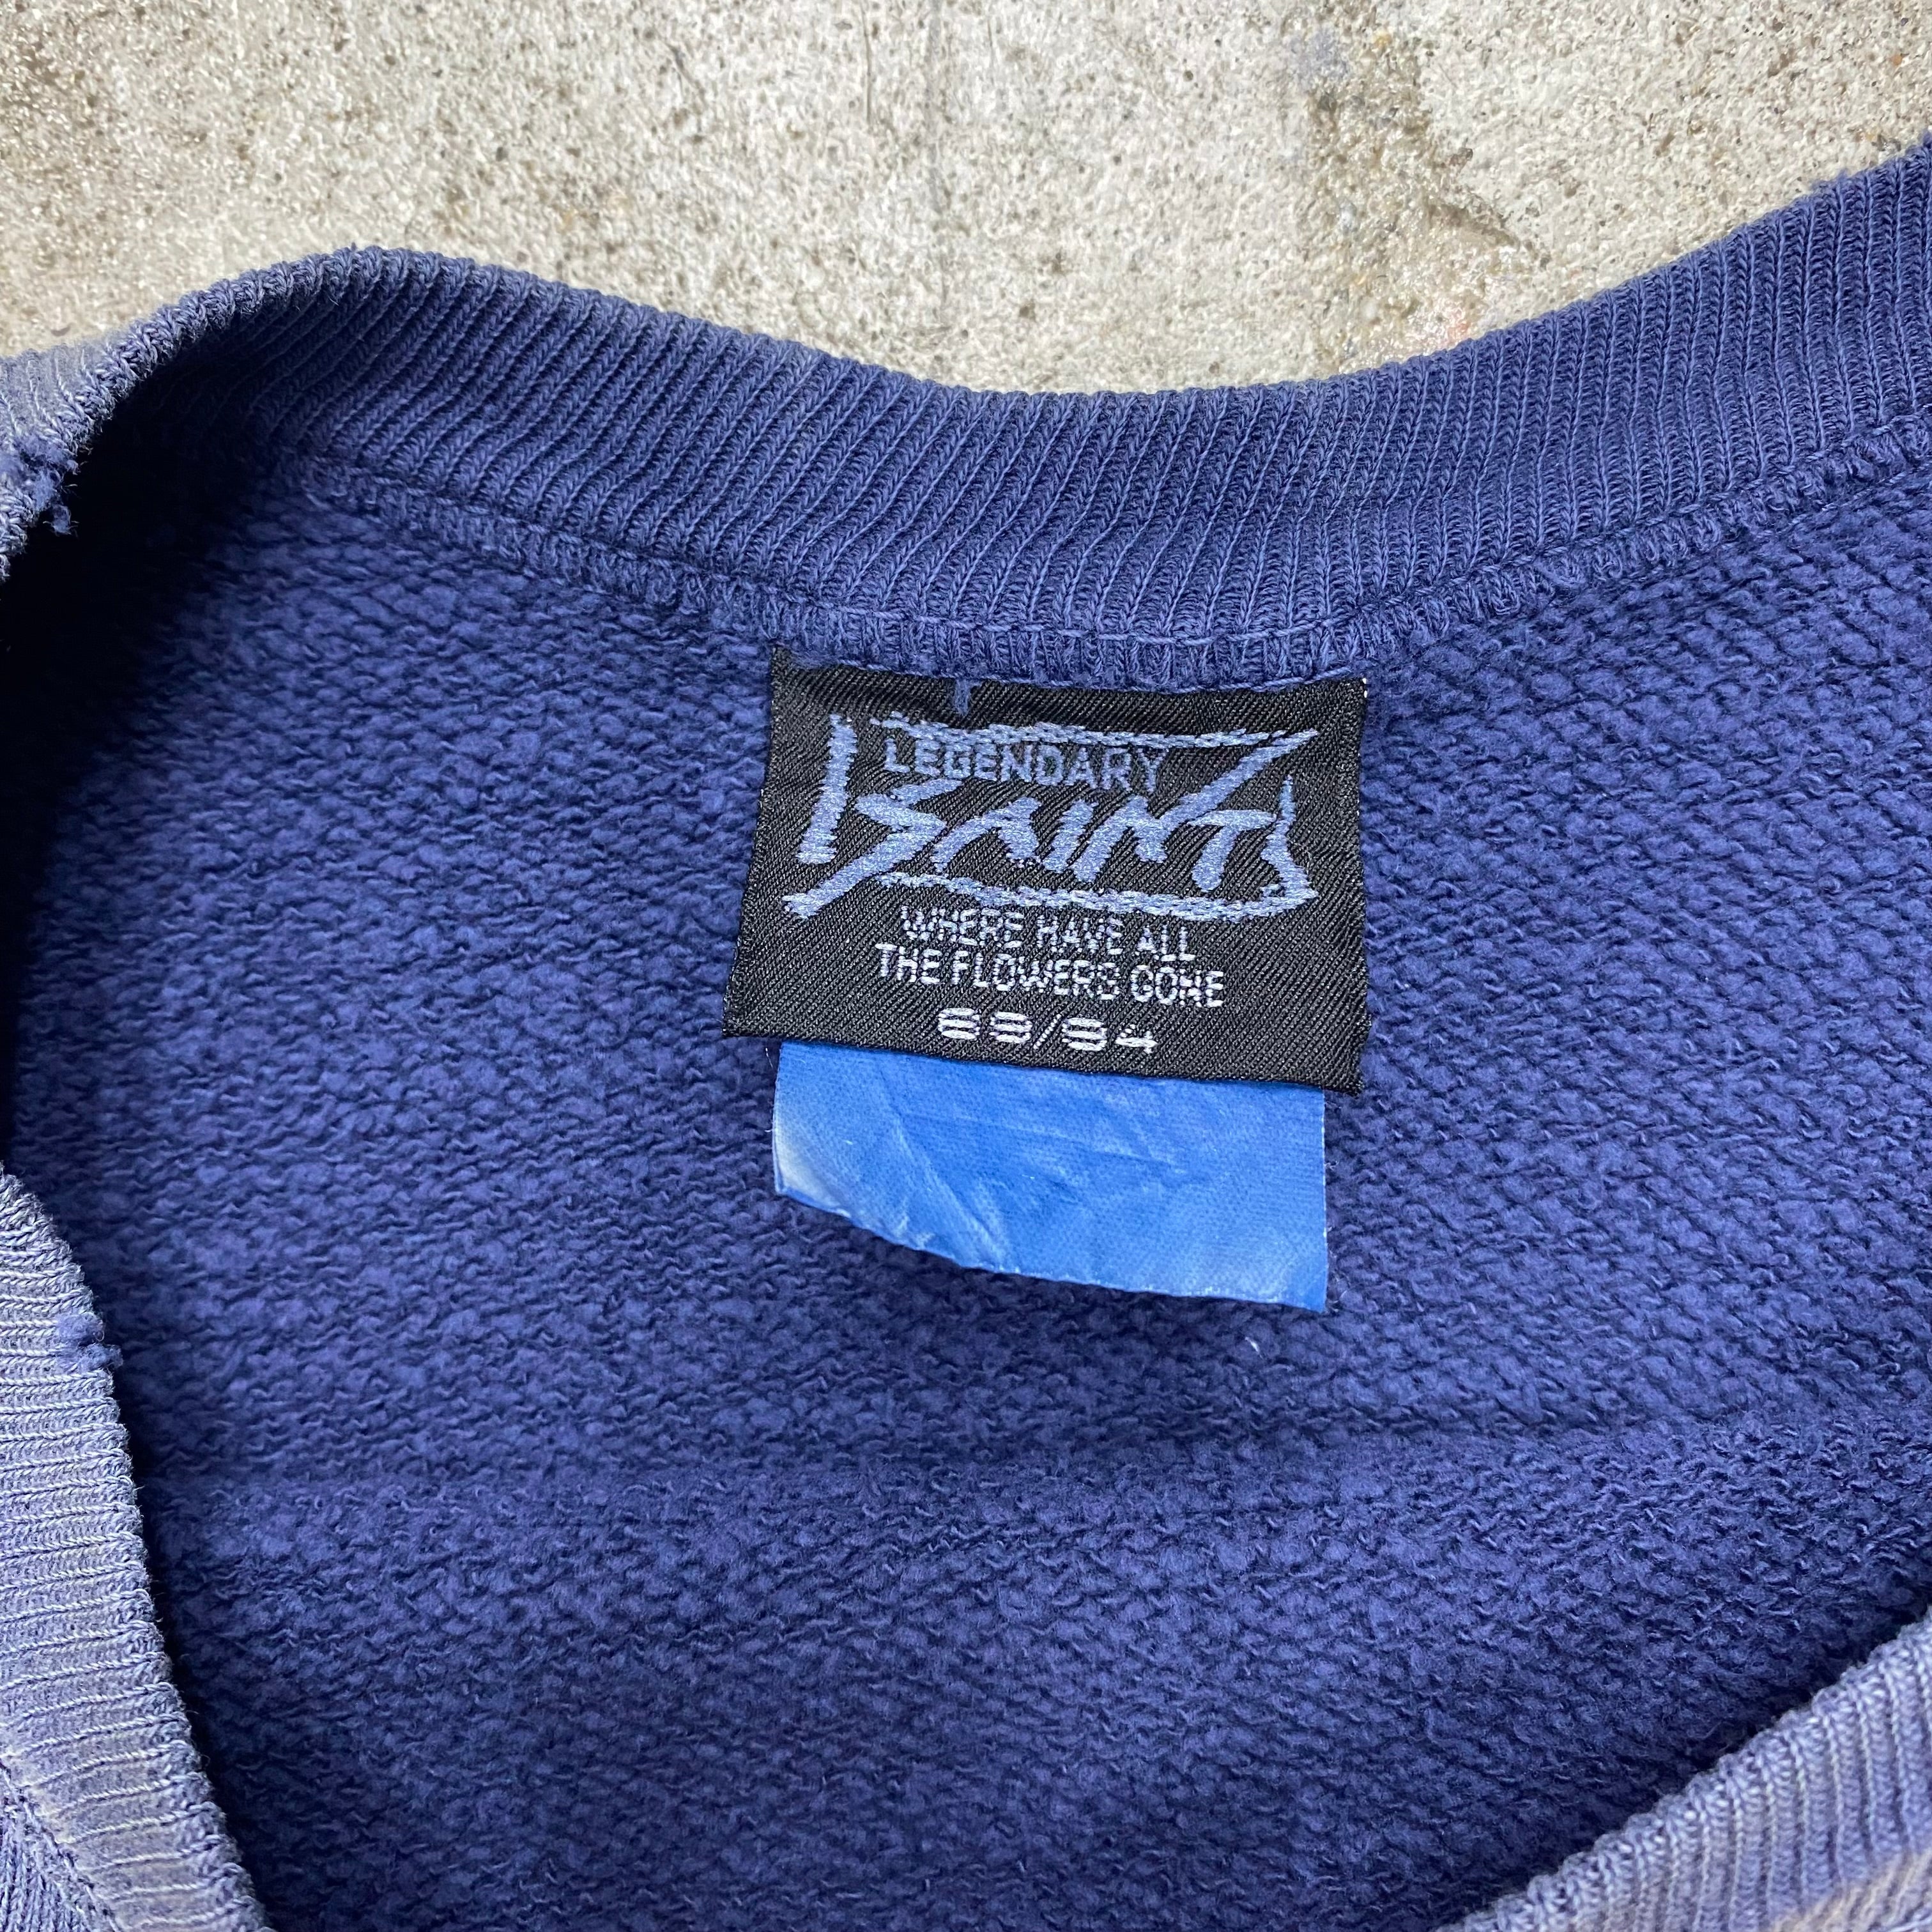 LEGENDARY
SAINTS
WHERE HAVE ALL
THE FLOWERS GONE
69/94